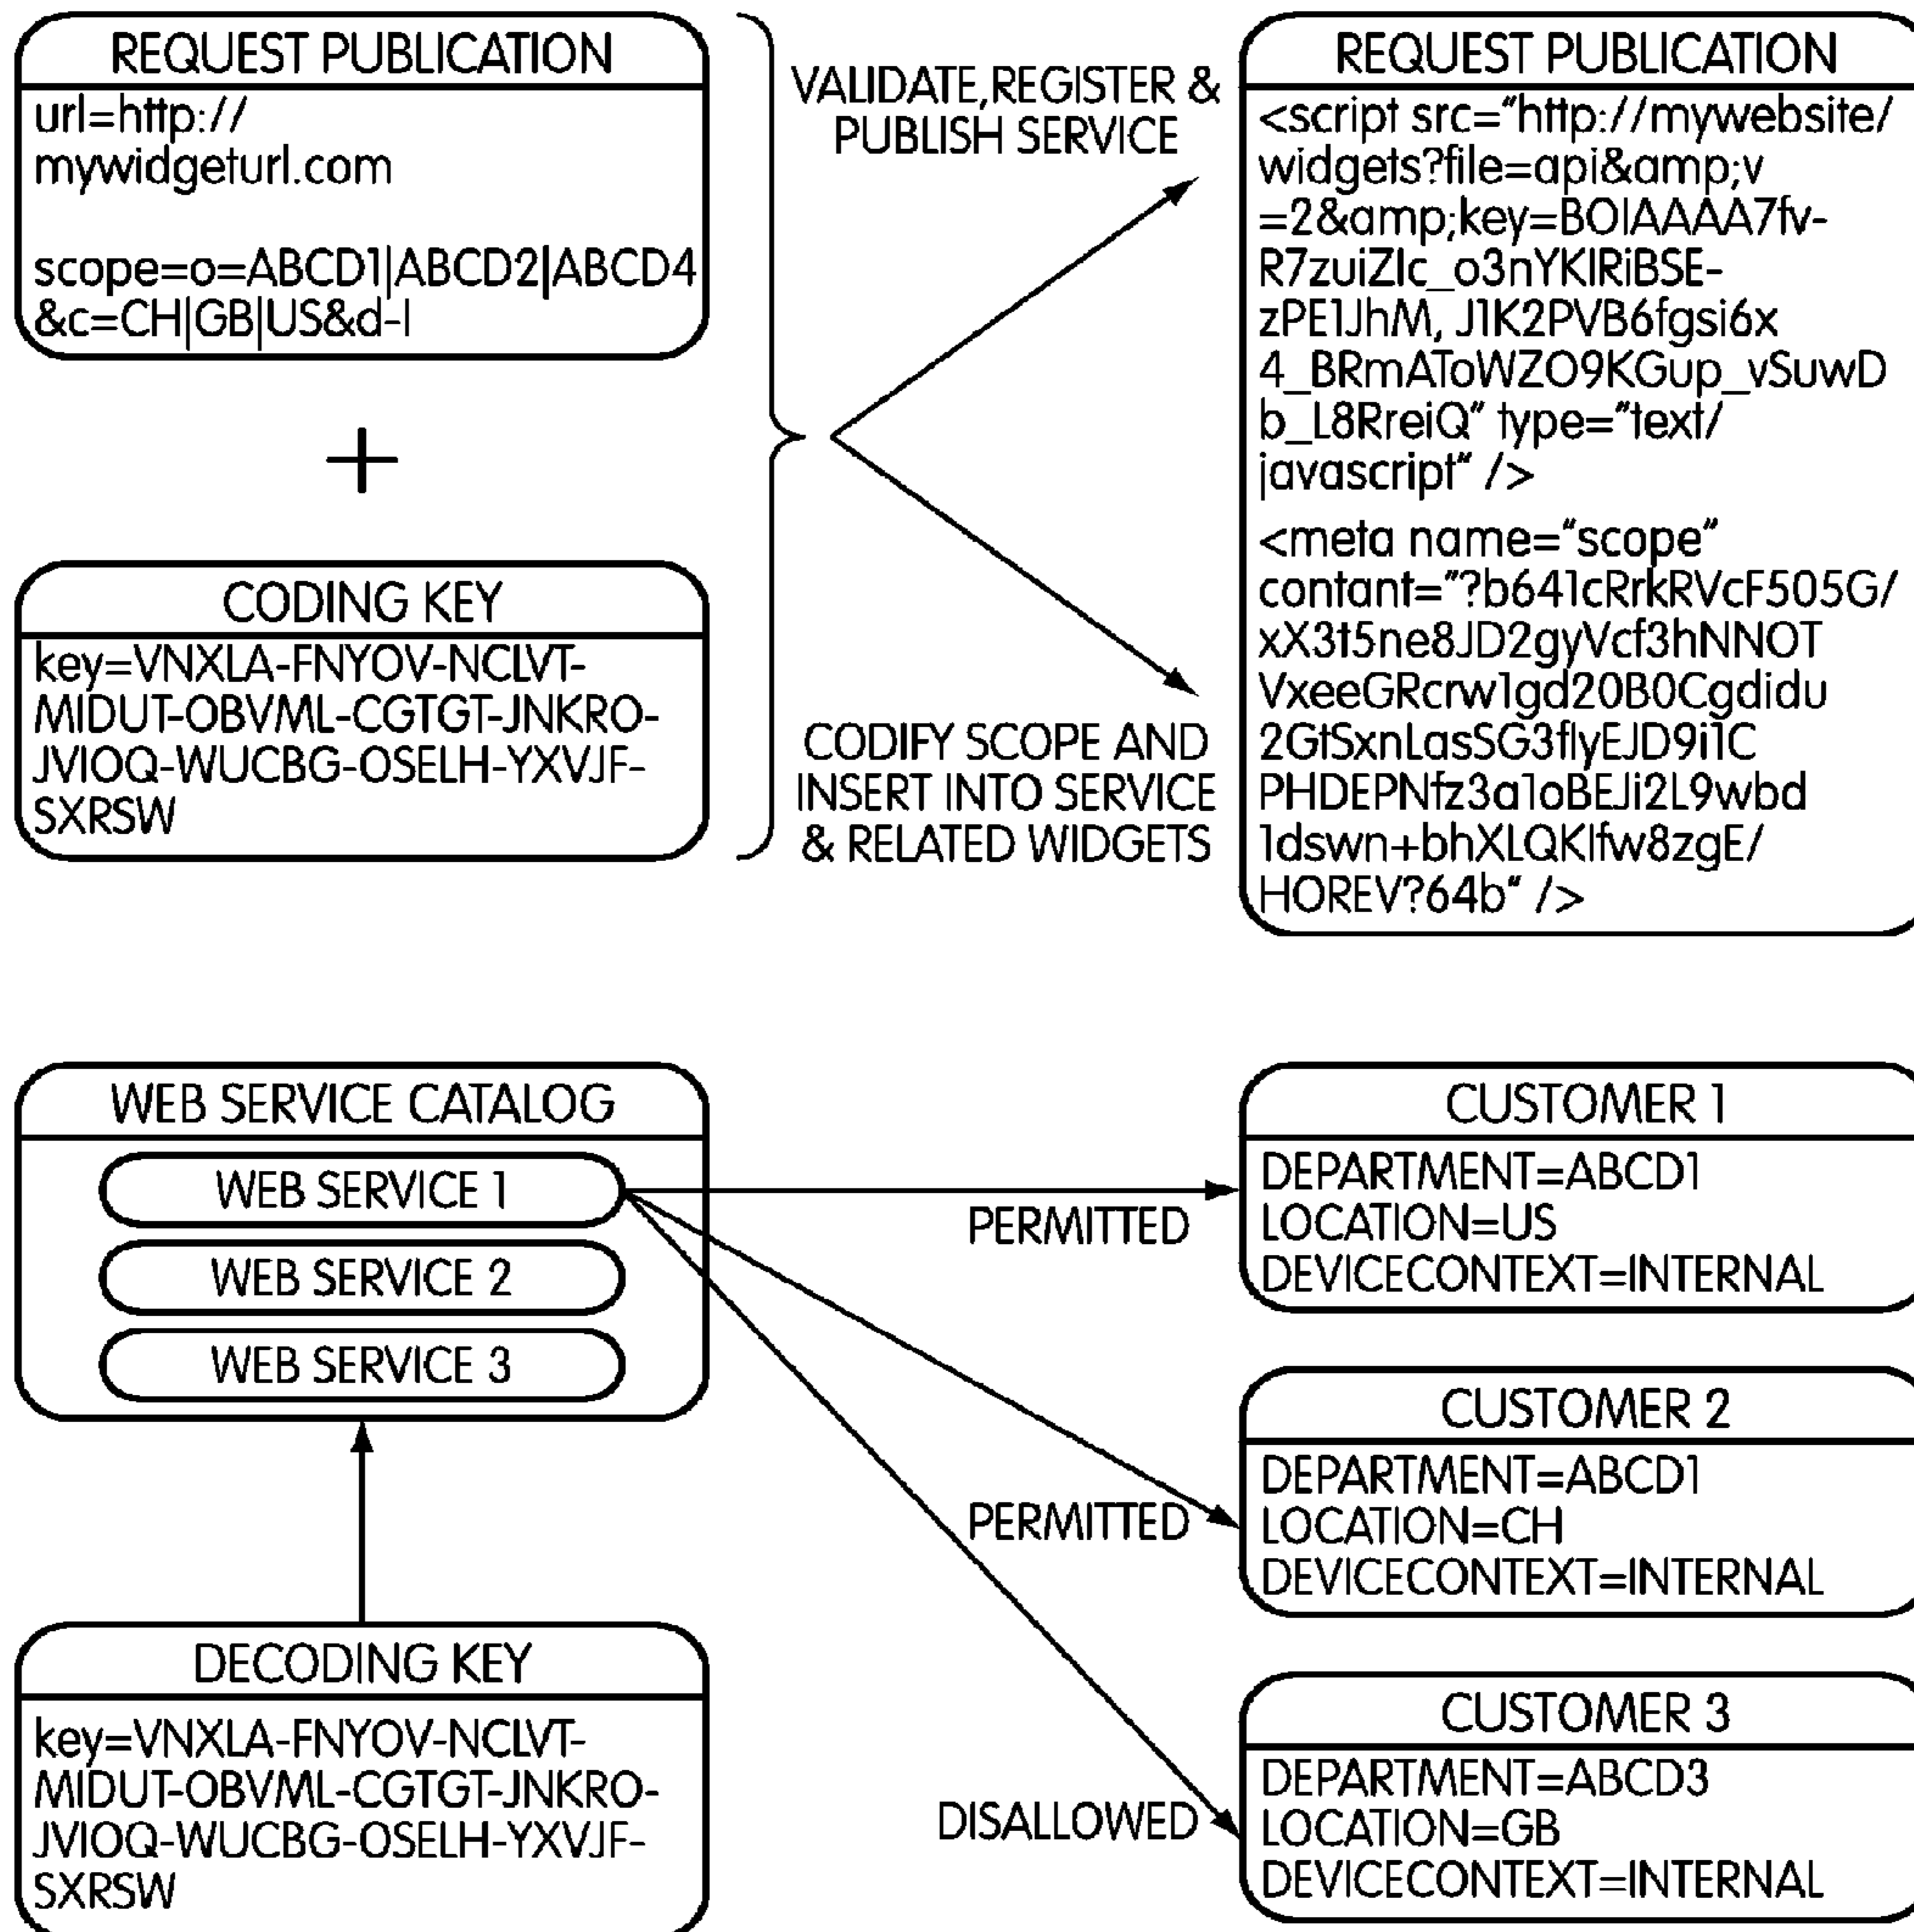 REQUEST PUBLICATION
url=http://
mywidgeturl.com
scope=o=ABCD1|ABCD2|ABCD4
&c=CH|GB|US&d-I
+
CODING KEY
key=VNXLA-FNYOV-NCLVT-
MIDUT-OBVML-CGTGT-JNKRO-
JVIOQ-WUCBG-OSELH-YXVJF-
SXRSW
VALIDATE,REGISTER &
PUBLISH SERVICE
CODIFY SCOPE AND
INSERT INTO SERVICE
& RELATED WIDGETS
REQUEST PUBLICATION
<script src="http://mywebsite/
widgets?file=api&amp;v
=2&amp;key=BOIAAAA7fv-
R7zuiZIc_o3nYKIRiBSE-
zPE1JhM, J1K2PVB6fgsi6x
4_BRmAToWZO9KGup_vSuwD
b_L8RreiQ" type="text/
javascript" />
<meta name="scope"
contant="?b641cRrkRVcF505G/
xX3t5ne8JD2gyVcf3hNNOT
VxeeGRcrw1gd20B0Cgdidu
2GtSxnLasSG3flyEJD9i1C
PHDEPNfz3a1oBEJi2L9wbd
1dswn+bhXLQKIfw8zgE/
HOREV?64b" />
WEB SERVICE CATALOG
WEB SERVICE 1
WEB SERVICE 2
WEB SERVICE 3
DECODING KEY
key=VNXLA-FNYOV-NCLVT-
MIDUT-OBVML-CGTGT-JNKRO-
JVIOQ-WUCBG-OSELH-YXVJF-
SXRSW
PERMITTED
PERMITTED
DISALLOWED
CUSTOMER 1
DEPARTMENT=ABCD1
LOCATION=US
DEVICECONTEXT=INTERNAL
CUSTOMER 2
DEPARTMENT=ABCD1
LOCATION=CH
DEVICECONTEXT=INTERNAL
CUSTOMER 3
DEPARTMENT=ABCD3
LOCATION=GB
DEVICECONTEXT=INTERNAL